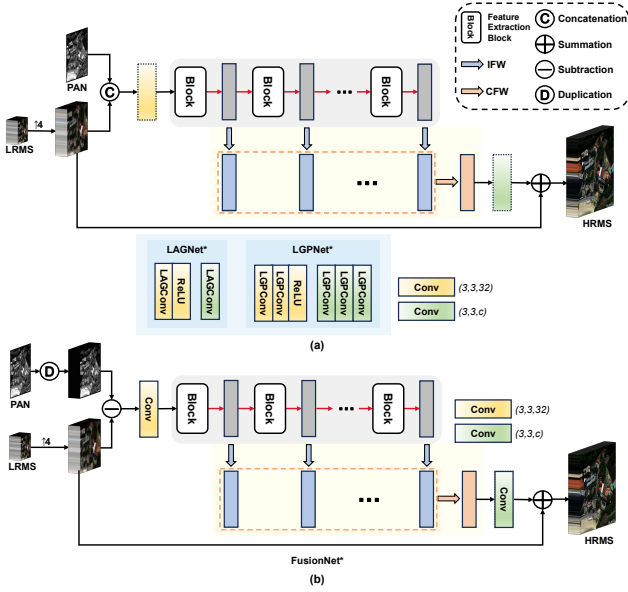 PAN
LRMS
↑4
C
Block
Block
...
Block
Block
Feature
Extraction
Block
IFW
CFW
C Concatenation
Summation
Subtraction
D Duplication
...
HRMS
LAGNet*
LAGConv
ReLU
LAGConv
LGPNet*
LGPConv
LGPConv
ReLU
LGPConv
LGPConv
LGPConv
Conv (3,3,32)
Conv (3,3,c)
(a)
PAN
D
LRMS
↑4
Conv
Block
Block
...
Block
Conv (3,3,32)
Conv (3,3,c)
...
Conv
HRMS
FusionNet*
(b)